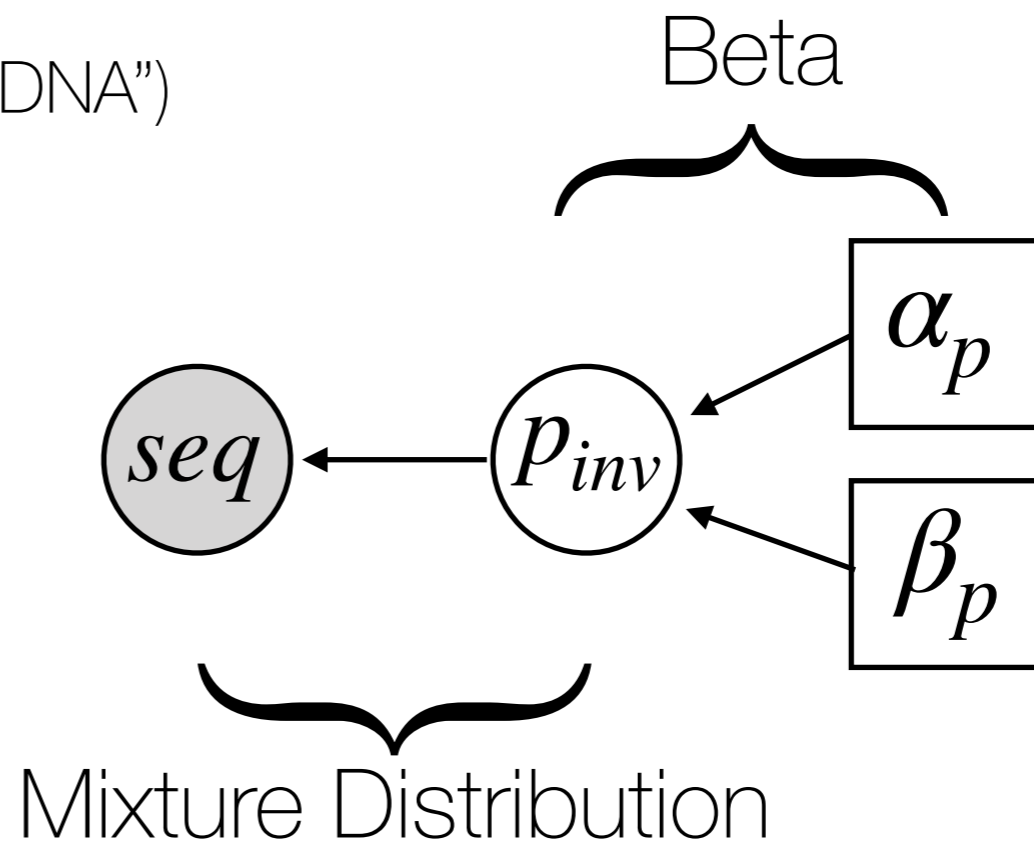 Beta
DNA”)
α_p
seq
p_inv
β_p
Mixture Distribution